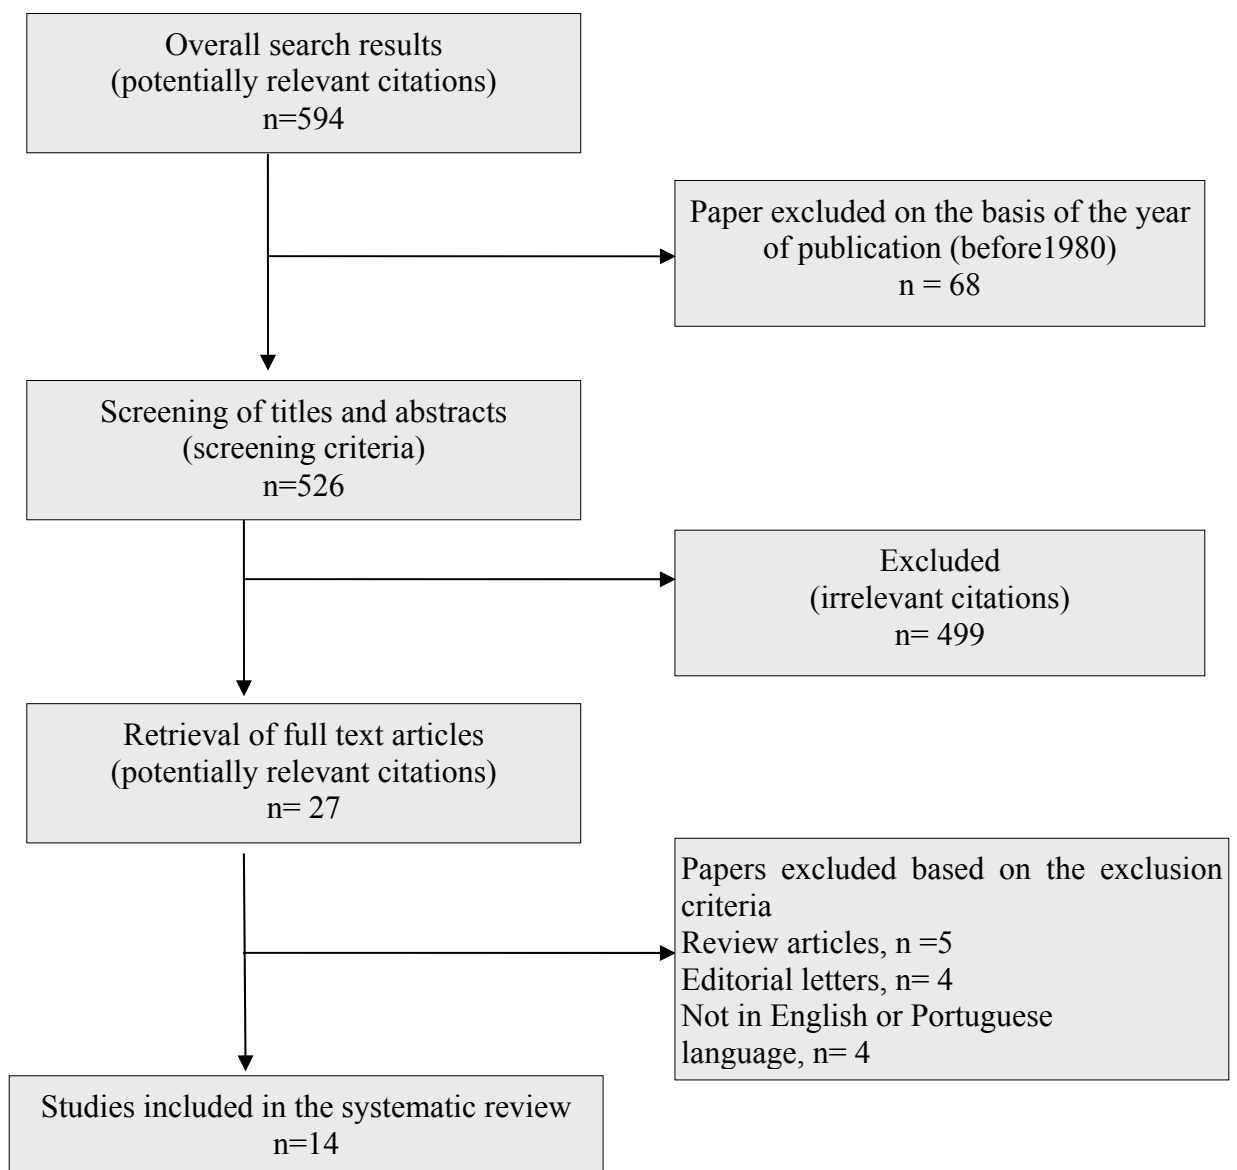 Overall search results
(potentially relevant citations)
n=594
Paper excluded on the basis of the year
of publication (before1980)
n = 68
Screening of titles and abstracts
(screening criteria)
n=526
Excluded
(irrelevant citations)
n= 499
Retrieval of full text articles
(potentially relevant citations)
n= 27
Papers excluded based on the exclusion
criteria
Review articles, n =5
Editorial letters, n= 4
Not in English or Portuguese
language, n= 4
Studies included in the systematic review
n=14